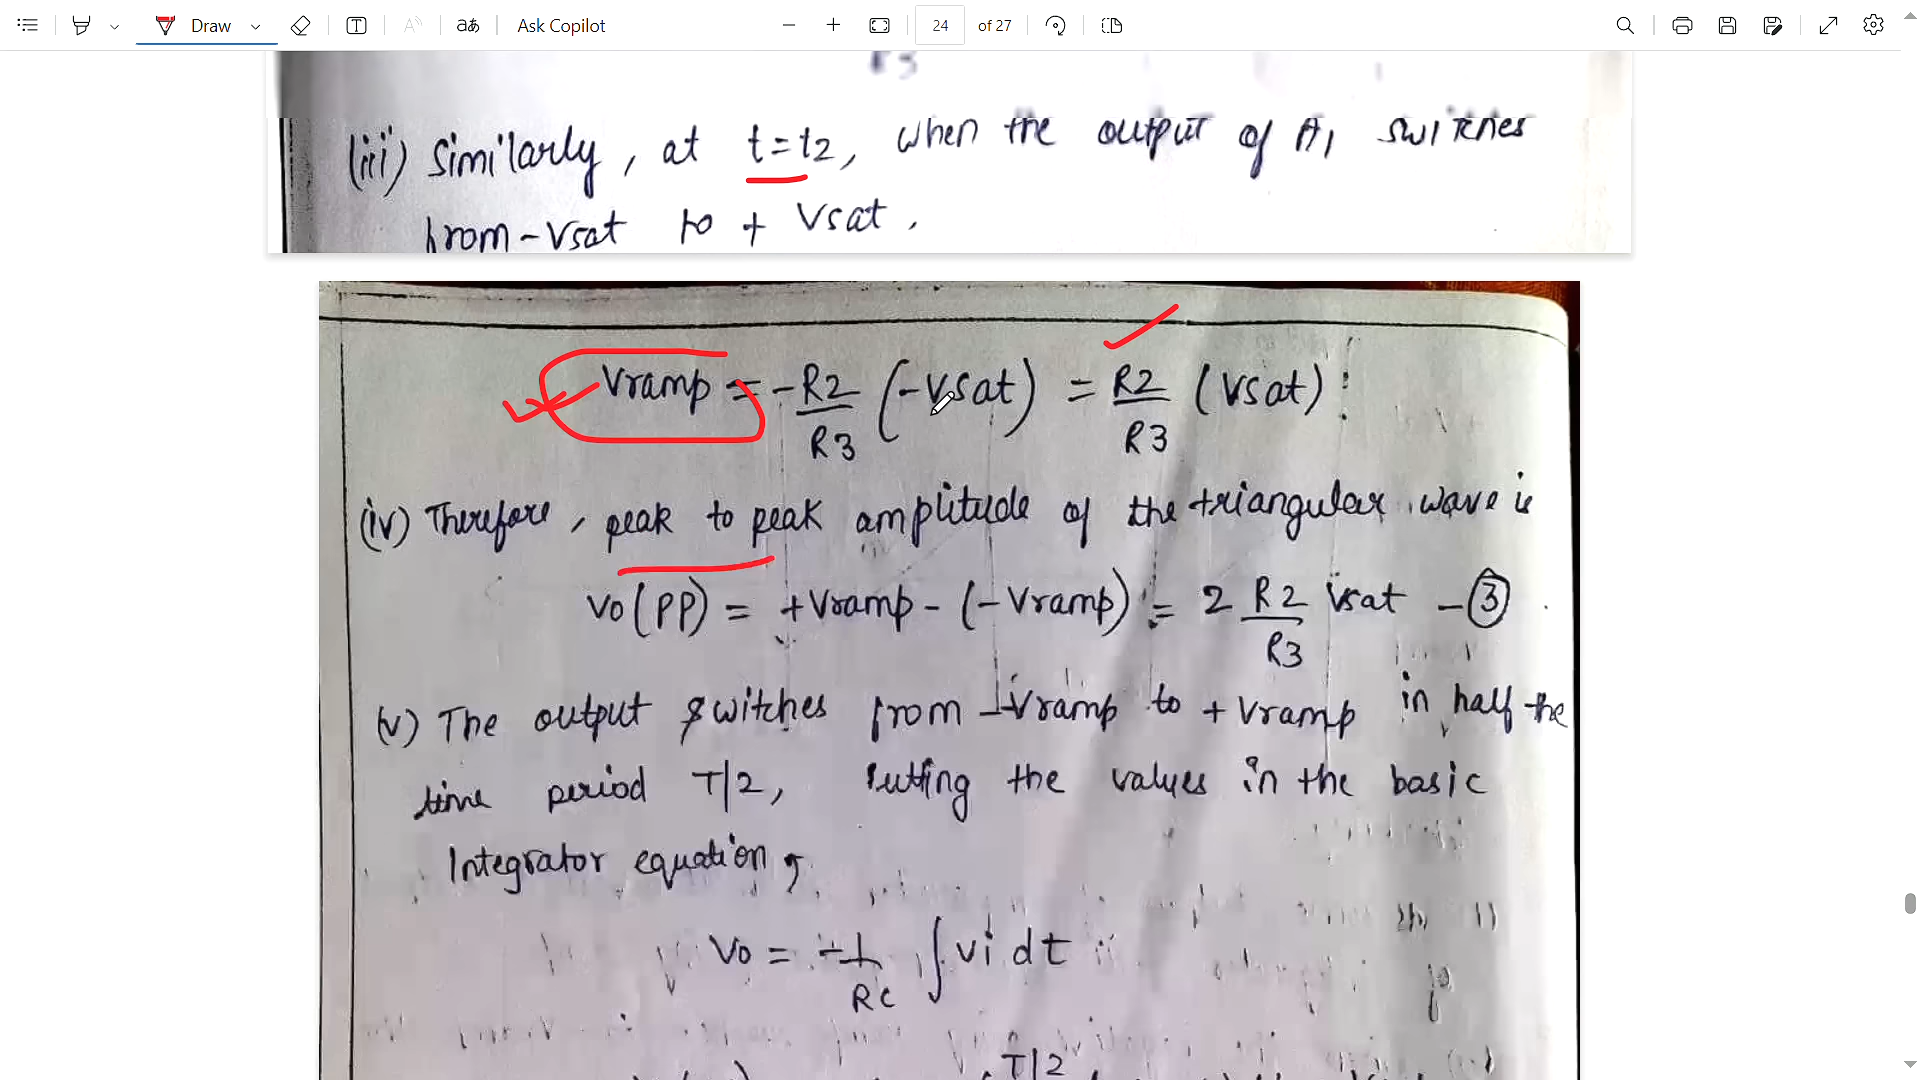 Draw
Ask Copilot
24 of 27
R3
(iii) Similarly, at t=t2, when the output of A1 switches
from -Vsat to + Vsat.
Vramp = -R2/R3 (-Vsat) = R2/R3 (Vsat)
(iv) Therefore, peak to peak amplitude of the triangular wave is
Vo(PP) = +Vramp - (-Vramp) = 2 R2/R3 Vsat - ③
(v) The output switches from -Vramp to +Vramp in half the
time period T/2, Putting the values in the basic
Integrator equation,
Vo = -1/RC ∫ vi dt
T/2